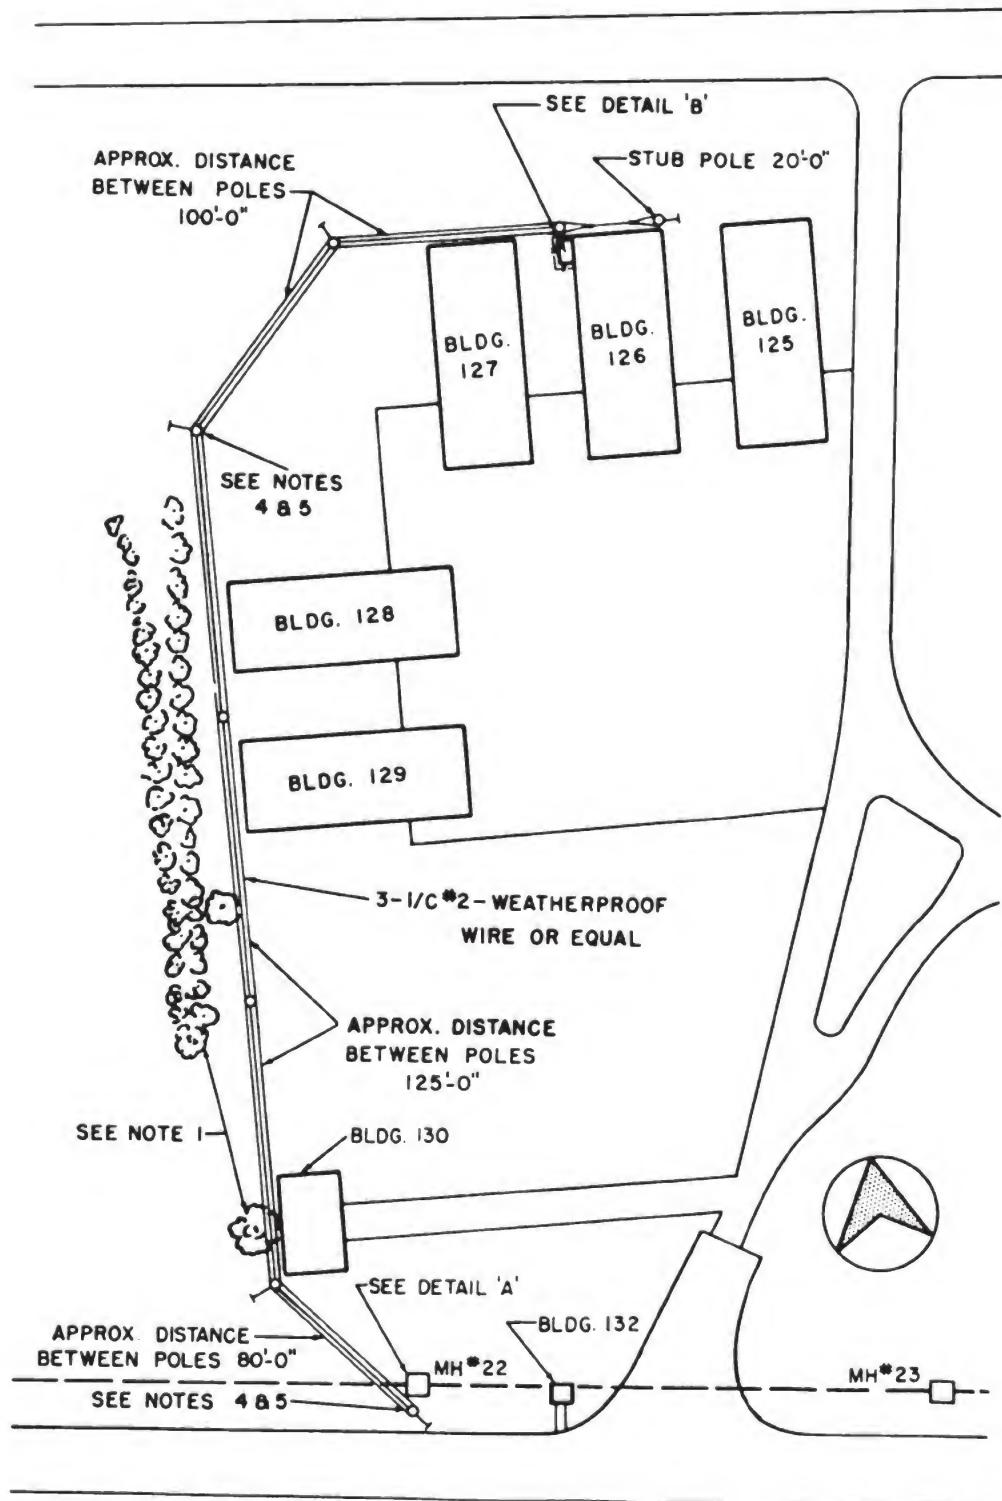 SEE DETAIL 'B'
APPROX. DISTANCE
BETWEEN POLES
100'-0"
STUB POLE 20'-0"
BLDG.
127
BLDG.
126
BLDG.
125
SEE NOTES
4 & 5
BLDG. 128
BLDG. 129
3-1/C #2-WEATHERPROOF
WIRE OR EQUAL
APPROX. DISTANCE
BETWEEN POLES
125'-0"
SEE NOTE 1
BLDG. 130
SEE DETAIL 'A'
BLDG. 132
APPROX. DISTANCE
BETWEEN POLES 80'-0"
MH#22
MH#23
SEE NOTES 4&5